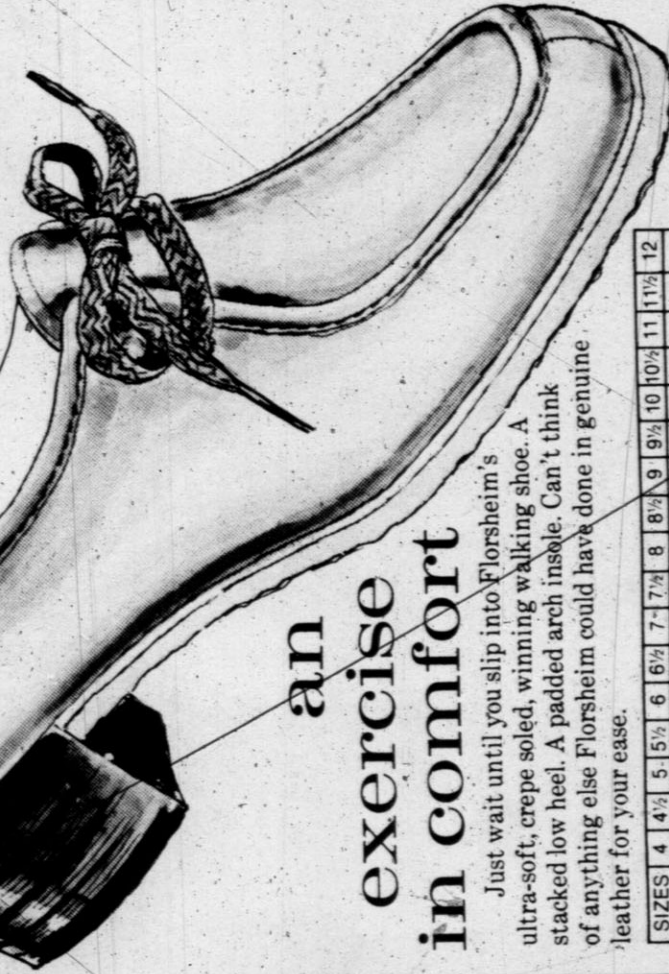 an
exercise
in comfort
Just wait until you slip into Florsheim's
ultra-soft, crepe soled, winning walking shoe. A
stacked low heel. A padded arch insole. Can't think
of anything else Florsheim could have done in genuine
leather for your ease.
SIZES 4 4½ 5 5½ 6 6½ 7 7½ 8 8½ 9 9½ 10 10½ 11 11½ 12